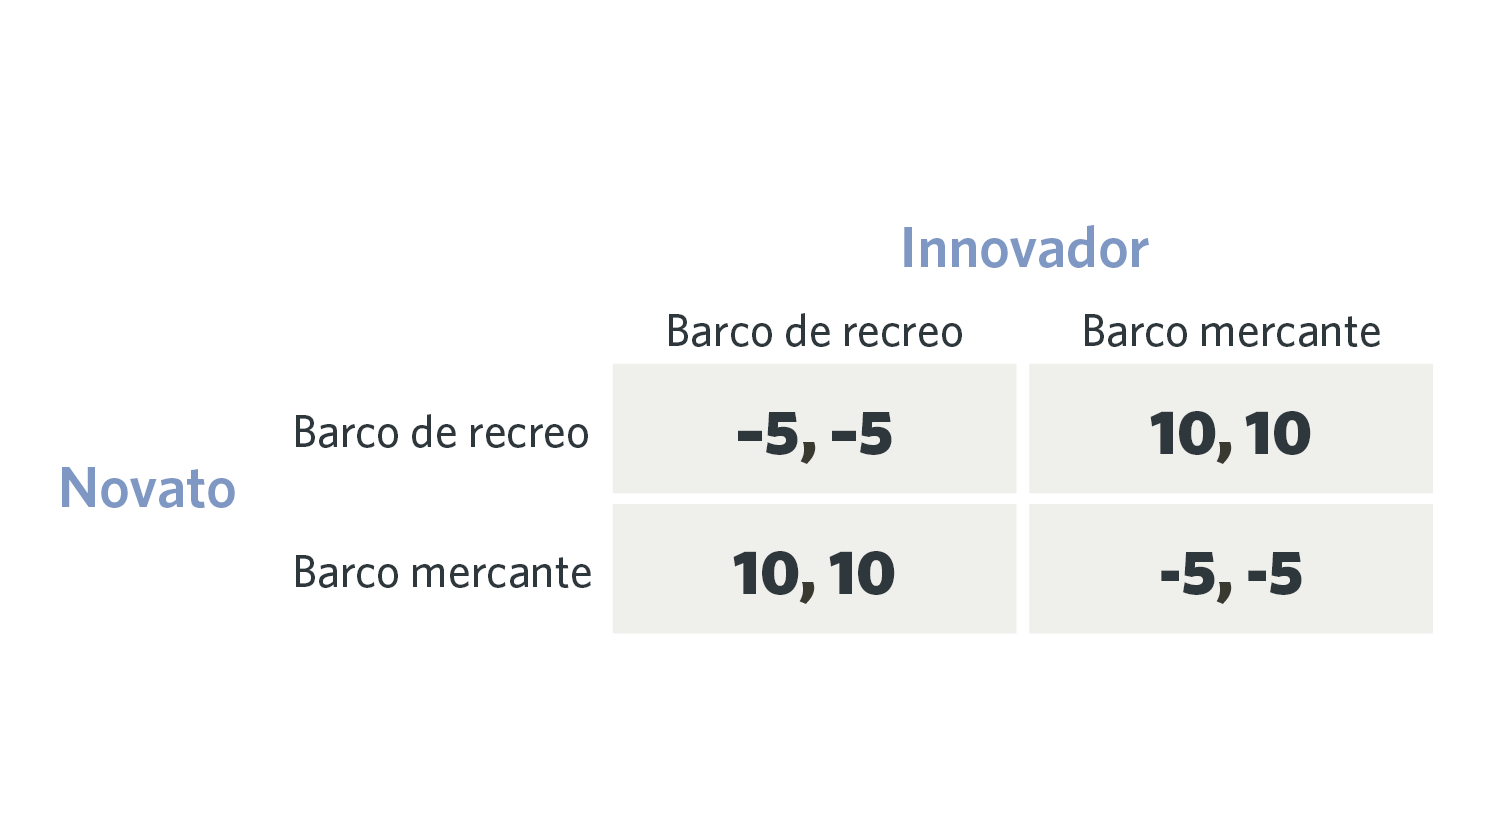 Innovador
Barco de recreo Barco mercante
Barco de recreo –5, –5 10, 10
Novato
Barco mercante 10, 10 -5, -5